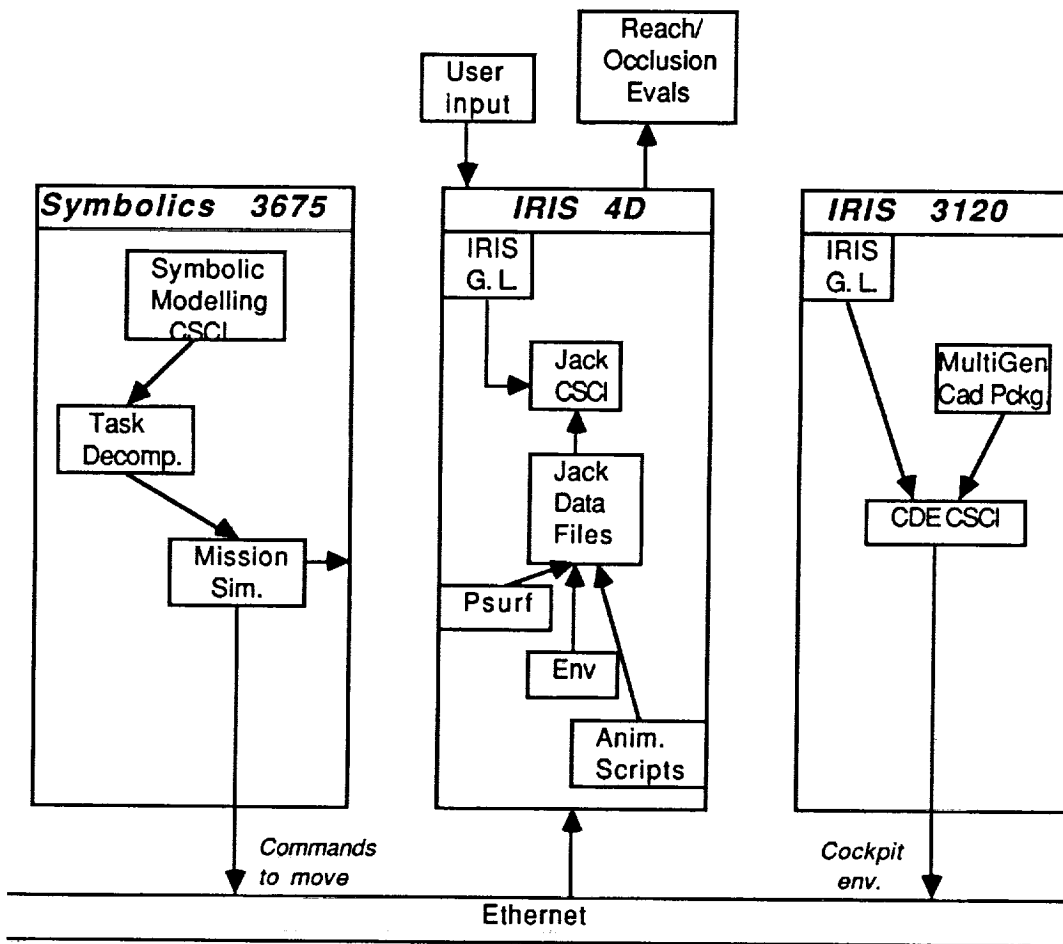 User
input
Reach/
Occlusion
Evals
Symbolics 3675
Symbolic
Modelling
CSCI
Task
Decomp.
Mission
Sim.
Commands
to move
IRIS 4D
IRIS
G. L.
Jack
CSCI
Jack
Data
Files
Psurf
Env
Anim.
Scripts
IRIS 3120
IRIS
G. L.
MultiGen
Cad Pckg.
CDE CSCI
Cockpit
env.
Ethernet